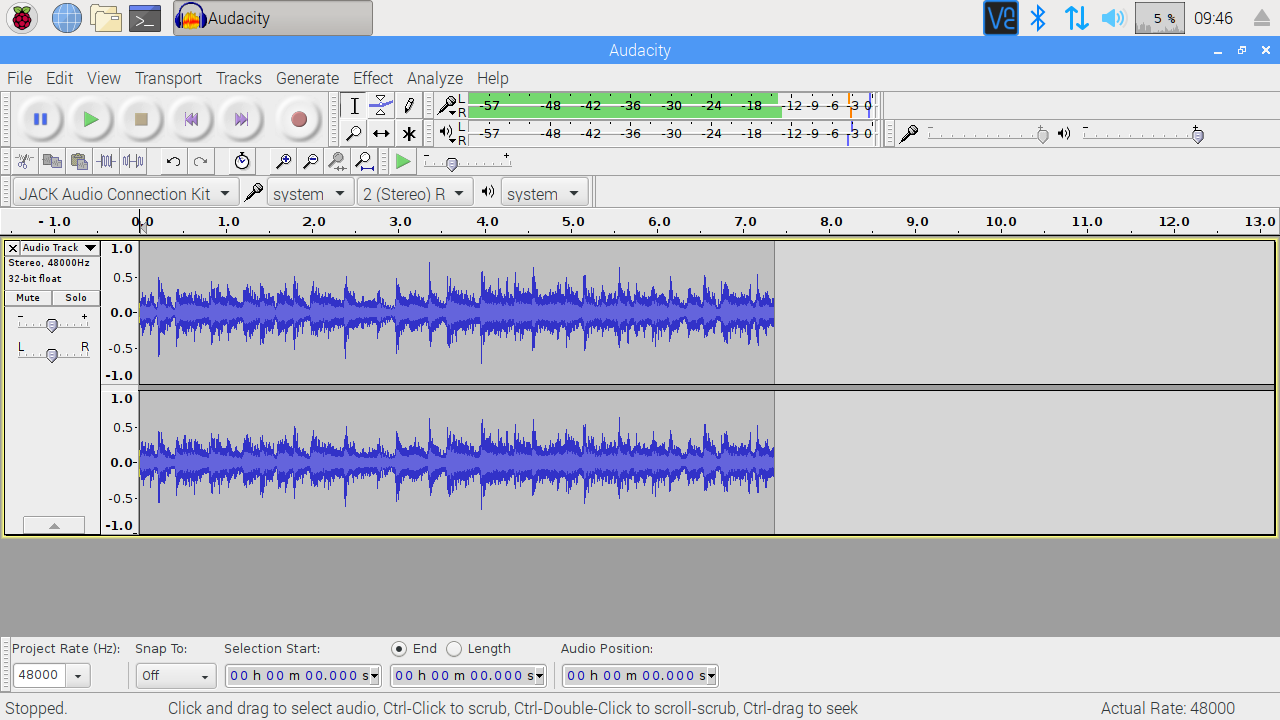 Audacity 5 % 09:46
Audacity
File Edit View Transport Tracks Generate Effect Analyze Help
L R -57 -48 -42 -36 -30 -24 -18 -12 -9 -6 -3 0
L R -57 -48 -42 -36 -30 -24 -18 -12 -9 -6 -3 0
- + - +
- +
JACK Audio Connection Kit system 2 (Stereo) R system
- 1.0 0.0 1.0 2.0 3.0 4.0 5.0 6.0 7.0 8.0 9.0 10.0 11.0 12.0 13.0
Audio Track
Stereo, 48000Hz
32-bit float
Mute Solo
- +
L R
1.0
0.5
0.0
-0.5
-1.0
1.0
0.5
0.0
-0.5
-1.0
Project Rate (Hz): Snap To: Selection Start: End Length Audio Position:
48000 Off 00 h 00 m 00.000 s 00 h 00 m 00.000 s 00 h 00 m 00.000 s
Stopped. Click and drag to select audio, Ctrl-Click to scrub, Ctrl-Double-Click to scroll-scrub, Ctrl-drag to seek Actual Rate: 48000